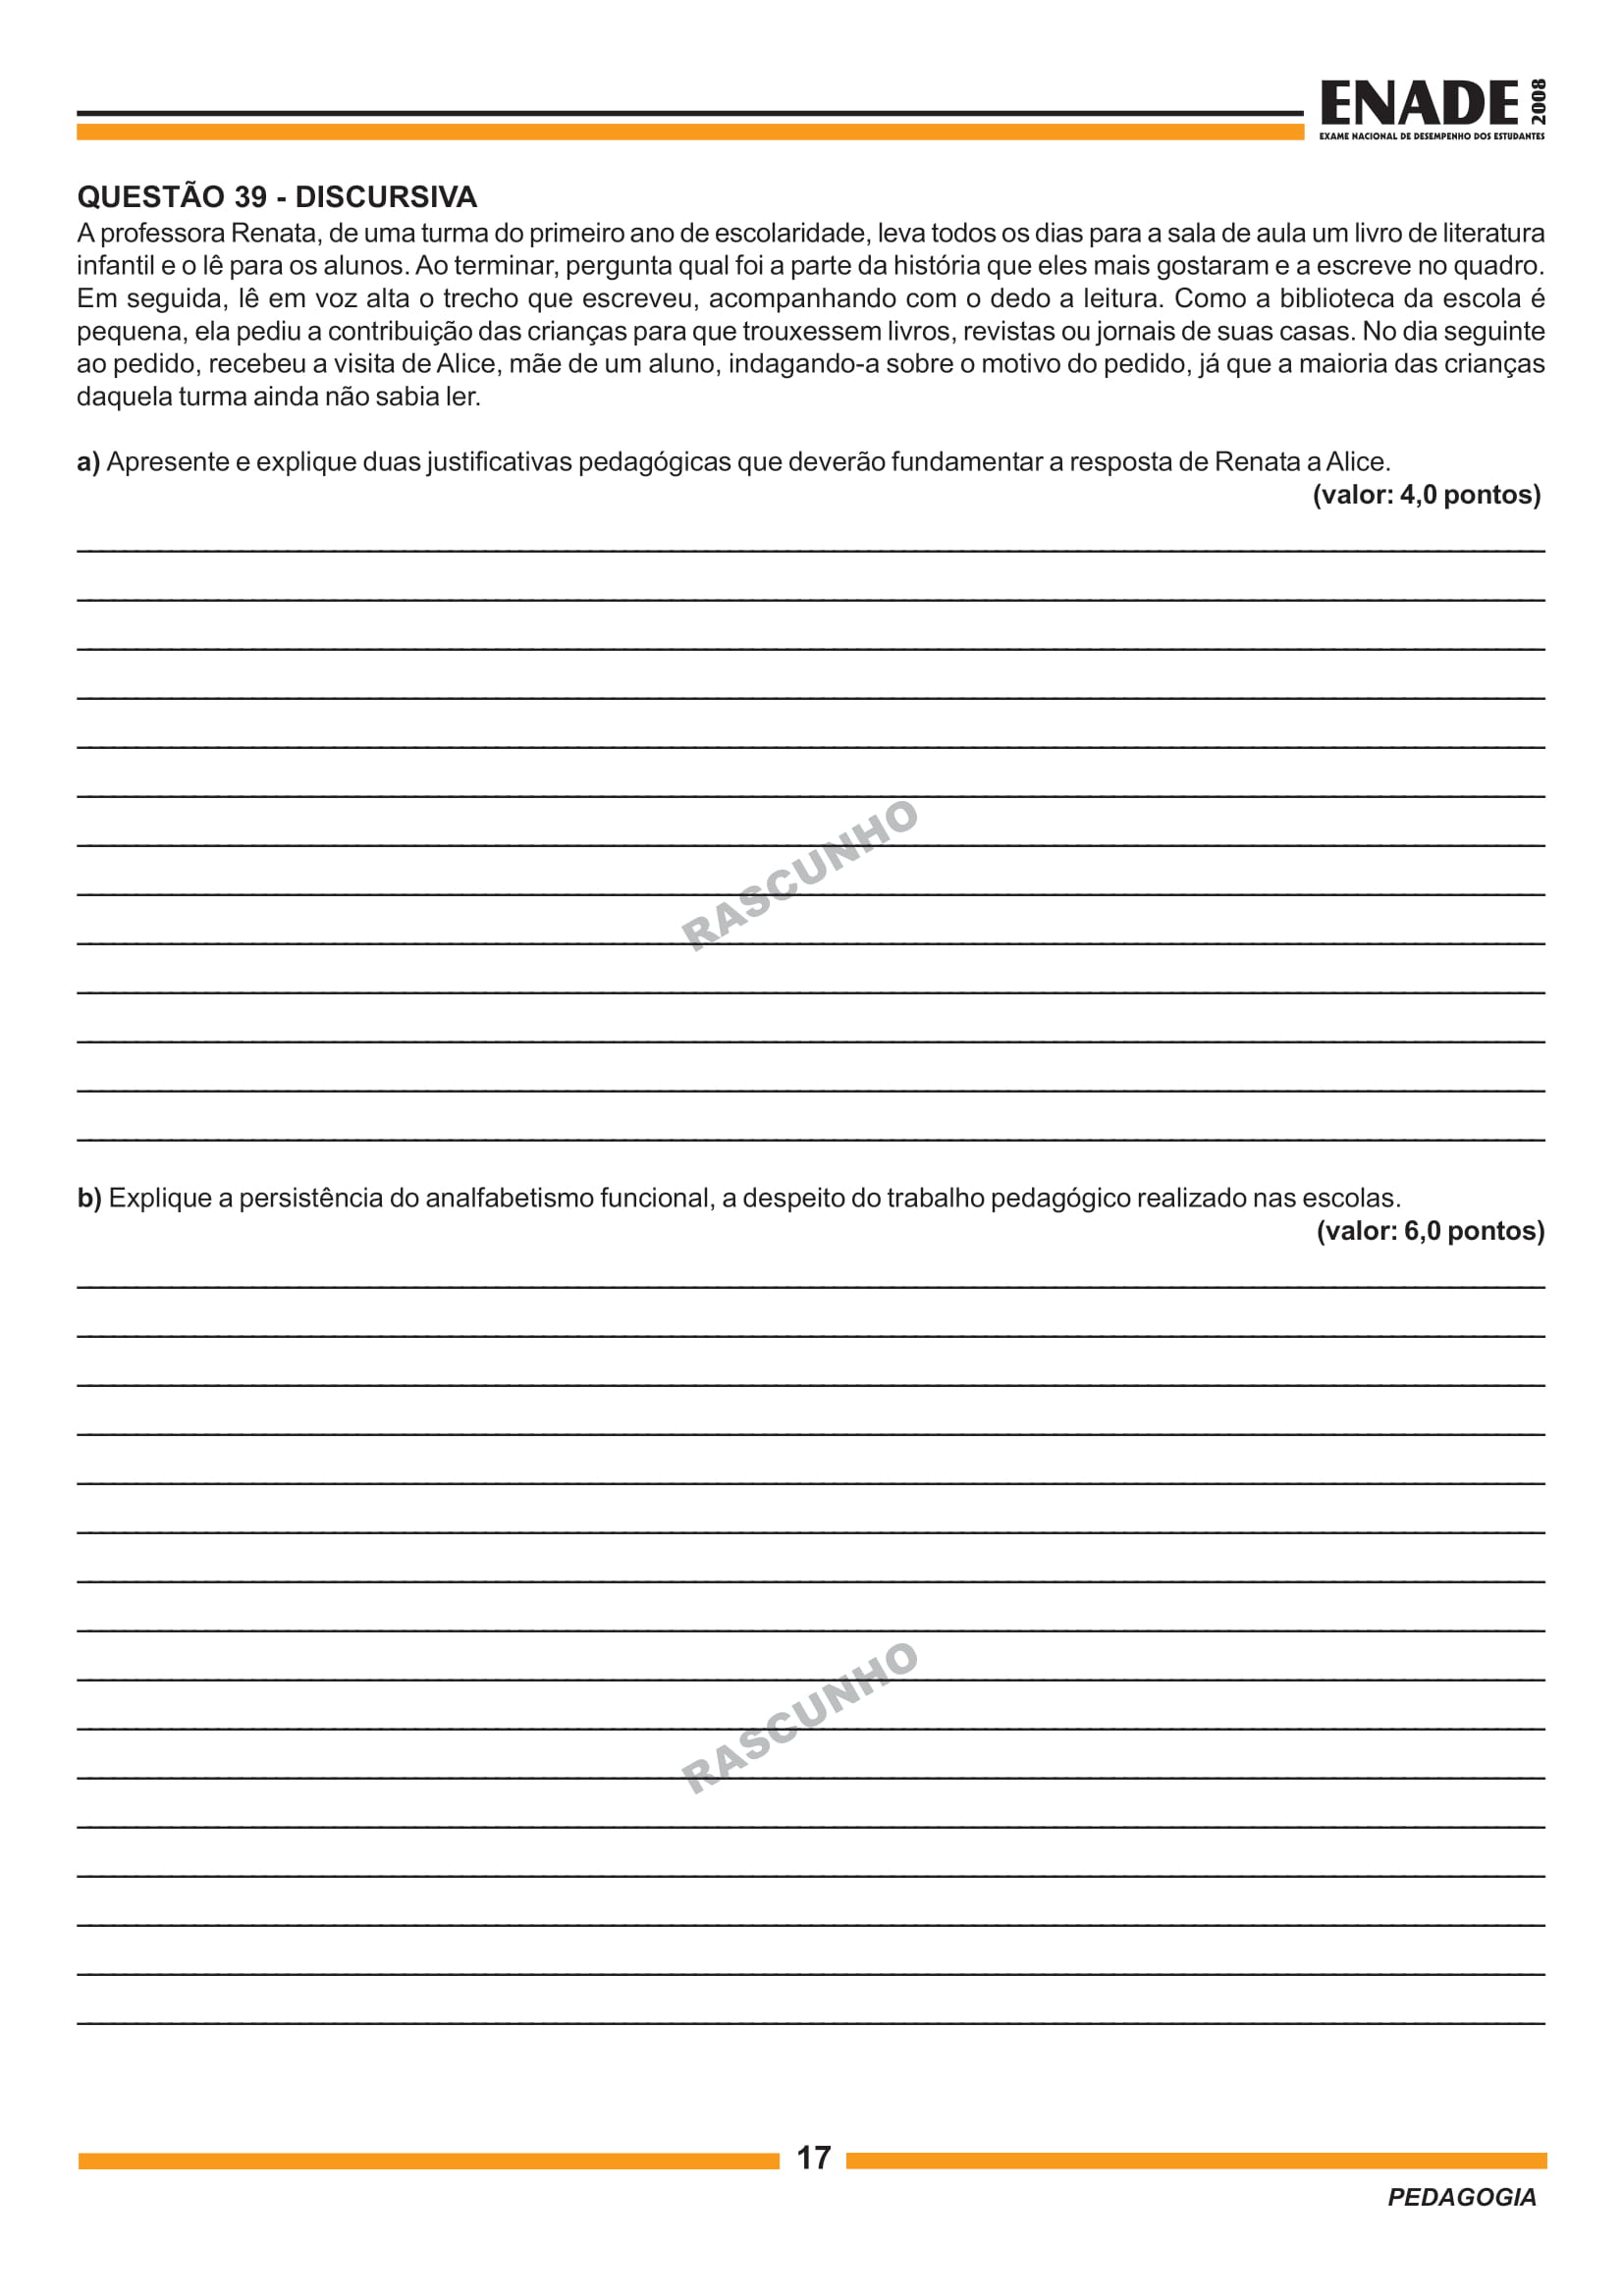 ENADE 2008
EXAME NACIONAL DE DESEMPENHO DOS ESTUDANTES
QUESTÃO 39 - DISCURSIVA
A professora Renata, de uma turma do primeiro ano de escolaridade, leva todos os dias para a sala de aula um livro de literatura
infantil e o lê para os alunos. Ao terminar, pergunta qual foi a parte da história que eles mais gostaram e a escreve no quadro.
Em seguida, lê em voz alta o trecho que escreveu, acompanhando com o dedo a leitura. Como a biblioteca da escola é
pequena, ela pediu a contribuição das crianças para que trouxessem livros, revistas ou jornais de suas casas. No dia seguinte
ao pedido, recebeu a visita de Alice, mãe de um aluno, indagando-a sobre o motivo do pedido, já que a maioria das crianças
daquela turma ainda não sabia ler.
a) Apresente e explique duas justificativas pedagógicas que deverão fundamentar a resposta de Renata a Alice.
(valor: 4,0 pontos)
RASCUNHO
b) Explique a persistência do analfabetismo funcional, a despeito do trabalho pedagógico realizado nas escolas.
(valor: 6,0 pontos)
RASCUNHO
17
PEDAGOGIA